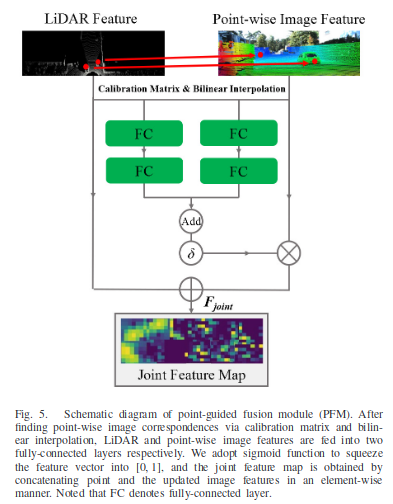 LiDAR Feature Point-wise Image Feature
Calibration Matrix & Bilinear Interpolation
FC FC
FC FC
Add
δ
F_joint
Joint Feature Map
Fig. 5. Schematic diagram of point-guided fusion module (PFM). After
finding point-wise image correspondences via calibration matrix and bilin-
ear interpolation, LiDAR and point-wise image features are fed into two
fully-connected layers respectively. We adopt sigmoid function to squeeze
the feature vector into [0, 1], and the joint feature map is obtained by
concatenating point and the updated image features in an element-wise
manner. Noted that FC denotes fully-connected layer.